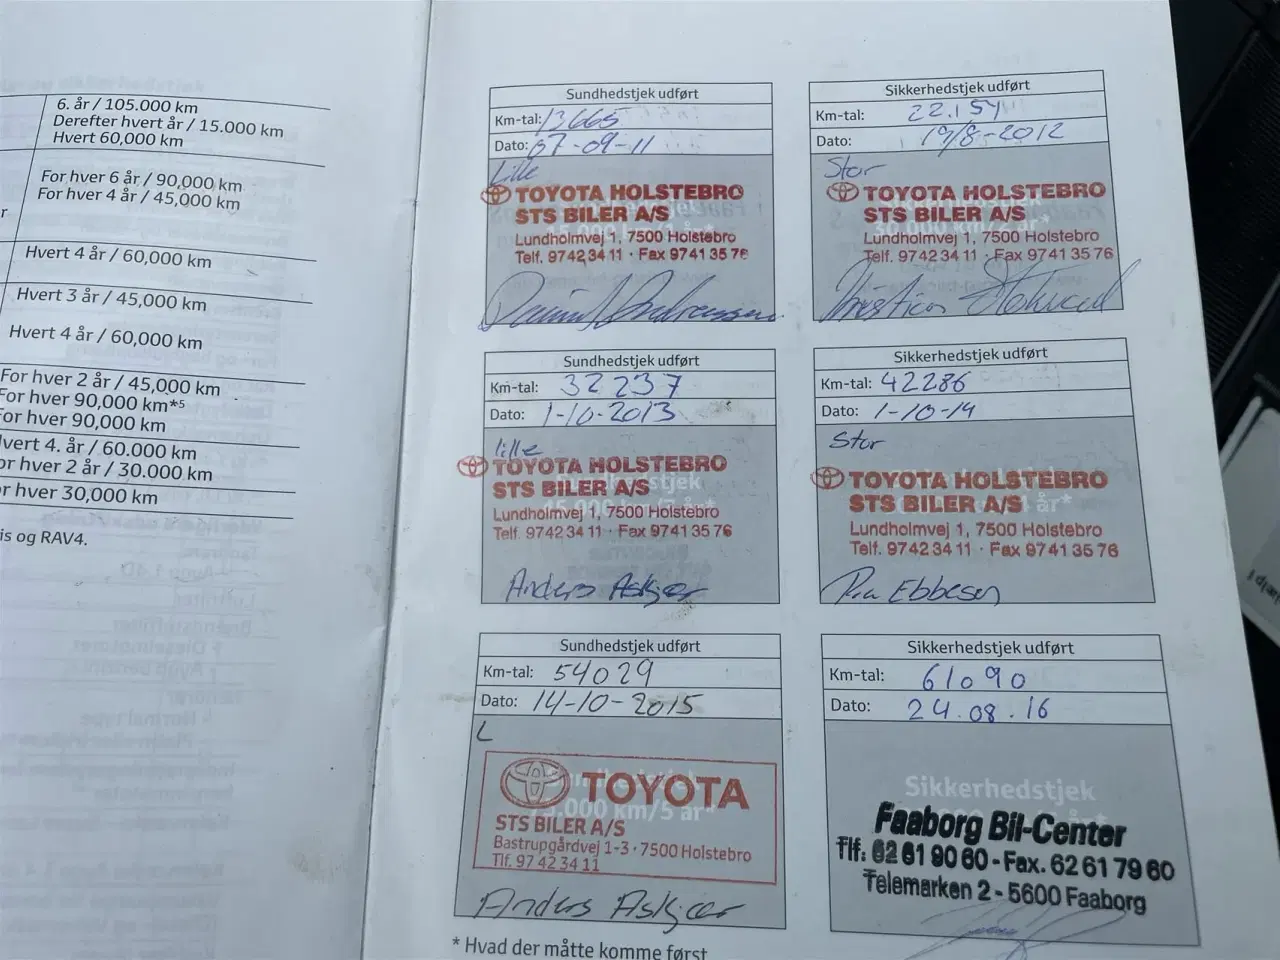 6. år / 105.000 km
Derefter hvert år / 15.000 km
Hvert 60,000 km
For hver 6 år / 90,000 km
For hver 4 år / 45,000 km
r
Hvert 4 år / 60,000 km
Hvert 3 år / 45,000 km
Hvert 4 år / 60,000 km
For hver 2 år / 45,000 km
For hver 90,000 km*5
For hver 90,000 km
vert 4. år / 60.000 km
or hver 2 år / 30.000 km
r hver 30,000 km
is og RAV4.
Sundhedstjek udført
Km-tal: 13665
Dato: 07-09-11
Lille
TOYOTA HOLSTEBRO
STS BILER A/S
Lundholmvej 1, 7500 Holstebro
Telf. 9742 34 11 · Fax 9741 35 76
Sikkerhedstjek udført
Km-tal: 22.154
Dato: 19/8-2012
Stor
TOYOTA HOLSTEBRO
STS BILER A/S
30.000 km/2 år*
Lundholmvej 1, 7500 Holstebro
Telf. 9742 34 11 · Fax 9741 35 76
Sundhedstjek udført
Km-tal: 32237
Dato: 1-10-2013
lille
TOYOTA HOLSTEBRO
STS BILER A/S
Lundholmvej 1, 7500 Holstebro
Telf. 9742 34 11 · Fax 9741 35 76
Anders Askjær
Sikkerhedstjek udført
Km-tal: 42286
Dato: 1-10-14
Stor
TOYOTA HOLSTEBRO
STS BILER A/S
Lundholmvej 1, 7500 Holstebro
Telf. 9742 34 11 · Fax 9741 35 76
Pia Ebbesen
Sundhedstjek udført
Km-tal: 54029
Dato: 14-10-2015
L
TOYOTA
STS BILER A/S
Bastrupgårdvej 1-3 · 7500 Holstebro
Tlf. 97 42 34 11
Anders Askjær
Sikkerhedstjek udført
Km-tal: 61090
Dato: 24.08.16
Sikkerhedstjek
Faaborg Bil-Center
Tlf: 62 61 90 60 - Fax. 62 61 79 60
Telemarken 2 - 5600 Faaborg
* Hvad der måtte komme først